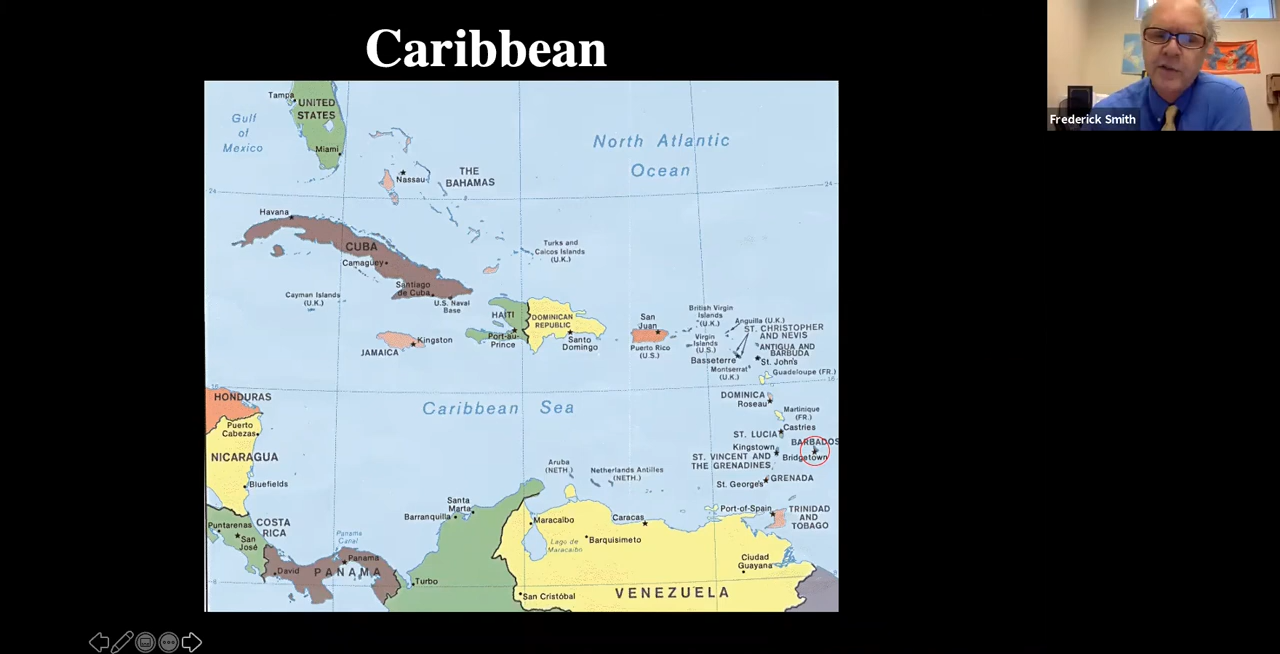 Caribbean
Frederick Smith
Tampa
UNITED
STATES
Gulf
of
Mexico
Miami
North Atlantic
Ocean
Nassau
THE
BAHAMAS
24
24
Havana
CUBA
Camagüey
Santiago
de Cuba
U.S. Naval
Base
Turks and
Caicos Islands
(U.K.)
Cayman Islands
(U.K.)
HAITI
Port-au-
Prince
DOMINICAN
REPUBLIC
Santo
Domingo
Kingston
JAMAICA
San
Juan
Puerto Rico
(U.S.)
British Virgin
Islands
(U.K.)
Virgin
Islands
(U.S.)
Anguilla (U.K.)
ST. CHRISTOPHER
AND NEVIS
Basseterre
ANTIGUA AND
BARBUDA
St. John's
Montserrat
(U.K.)
Guadeloupe (FR.)
16
16
HONDURAS
Caribbean Sea
DOMINICA
Roseau
Martinique
(FR.)
Castries
ST. LUCIA
BARBADOS
Kingstown
Bridgetown
ST. VINCENT AND
THE GRENADINES
Puerto
Cabezas
NICARAGUA
Bluefields
Aruba
(NETH.)
Netherlands Antilles
(NETH.)
St. George's
GRENADA
Port-of-Spain
TRINIDAD
AND
TOBAGO
Santa
Marta
Barranquilla
Maracaibo
Caracas
Lago de
Maracaibo
Barquisimeto
Puntarenas
COSTA
RICA
San
José
Panama
Canal
Panama
David
PANAMA
Turbo
Ciudad
Guayana
8
San Cristóbal
VENEZUELA